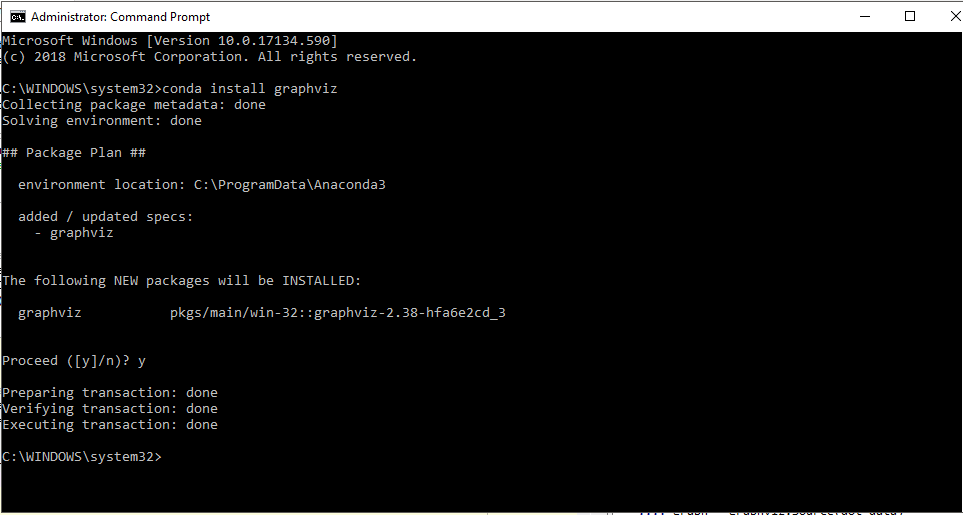 Administrator: Command Prompt
Microsoft Windows [Version 10.0.17134.590]
(c) 2018 Microsoft Corporation. All rights reserved.
C:\WINDOWS\system32>conda install graphviz
Collecting package metadata: done
Solving environment: done
## Package Plan ##
environment location: C:\ProgramData\Anaconda3
added / updated specs:
- graphviz
The following NEW packages will be INSTALLED:
graphviz pkgs/main/win-32::graphviz-2.38-hfa6e2cd_3
Proceed ([y]/n)? y
Preparing transaction: done
Verifying transaction: done
Executing transaction: done
C:\WINDOWS\system32>